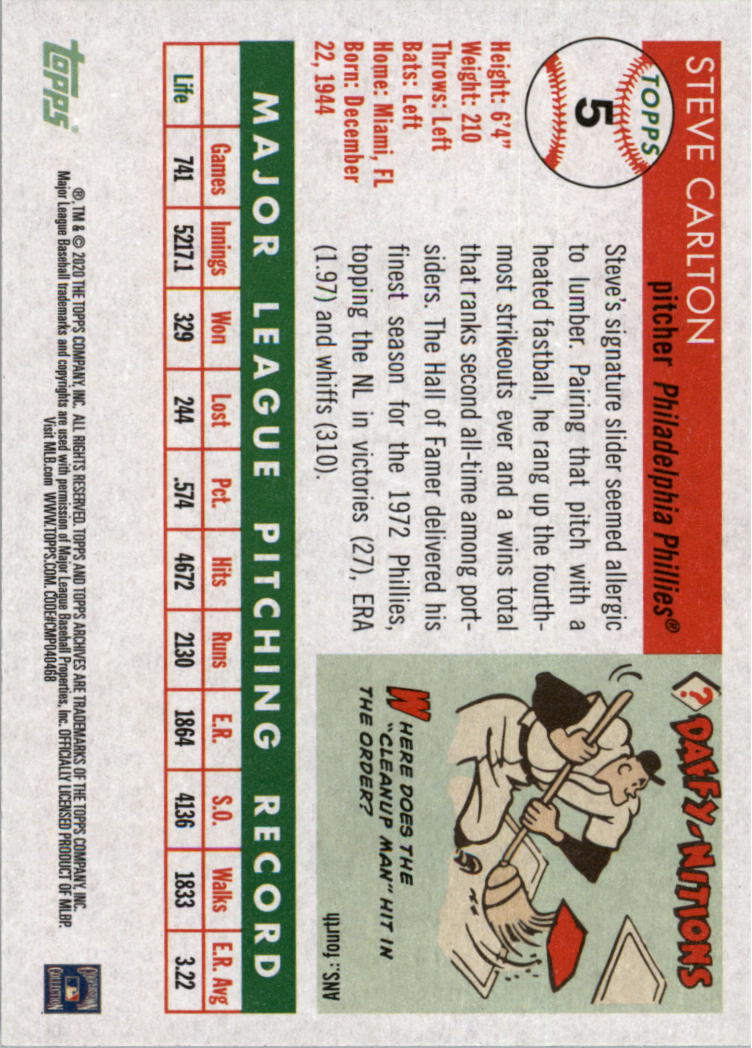 STEVE CARLTON
pitcher Philadelphia Phillies®
TOPPS
5
Height: 6'4"
Weight: 210
Throws: Left
Bats: Left
Home: Miami, FL
Born: December
22, 1944
Steve's signature slider seemed allergic
to lumber. Pairing that pitch with a
heated fastball, he rang up the fourth-
most strikeouts ever and a wins total
that ranks second all-time among port-
siders. The Hall of Famer delivered his
finest season for the 1972 Phillies,
topping the NL in victories (27), ERA
(1.97) and whiffs (310).
? DAFFY-NITIONS
WHERE DOES THE
"CLEANUP MAN" HIT IN
THE ORDER?
ANS.: fourth
MAJOR LEAGUE PITCHING RECORD
Games Innings Won Lost Pct. Hits Runs E.R. S.O. Walks E.R. Avg
Life 741 5217.1 329 244 .574 4672 2130 1864 4136 1833 3.22
Topps
®, TM & © 2020 THE TOPPS COMPANY, INC. ALL RIGHTS RESERVED. TOPPS AND TOPPS ARCHIVES ARE TRADEMARKS OF THE TOPPS COMPANY, INC.
Major League Baseball trademarks and copyrights are used with permission of Major League Baseball Properties, Inc. OFFICIALLY LICENSED PRODUCT OF MLBP.
Visit MLB.com WWW.TOPPS.COM. CODE#CMP040468
COOPERSTOWN
COLLECTION